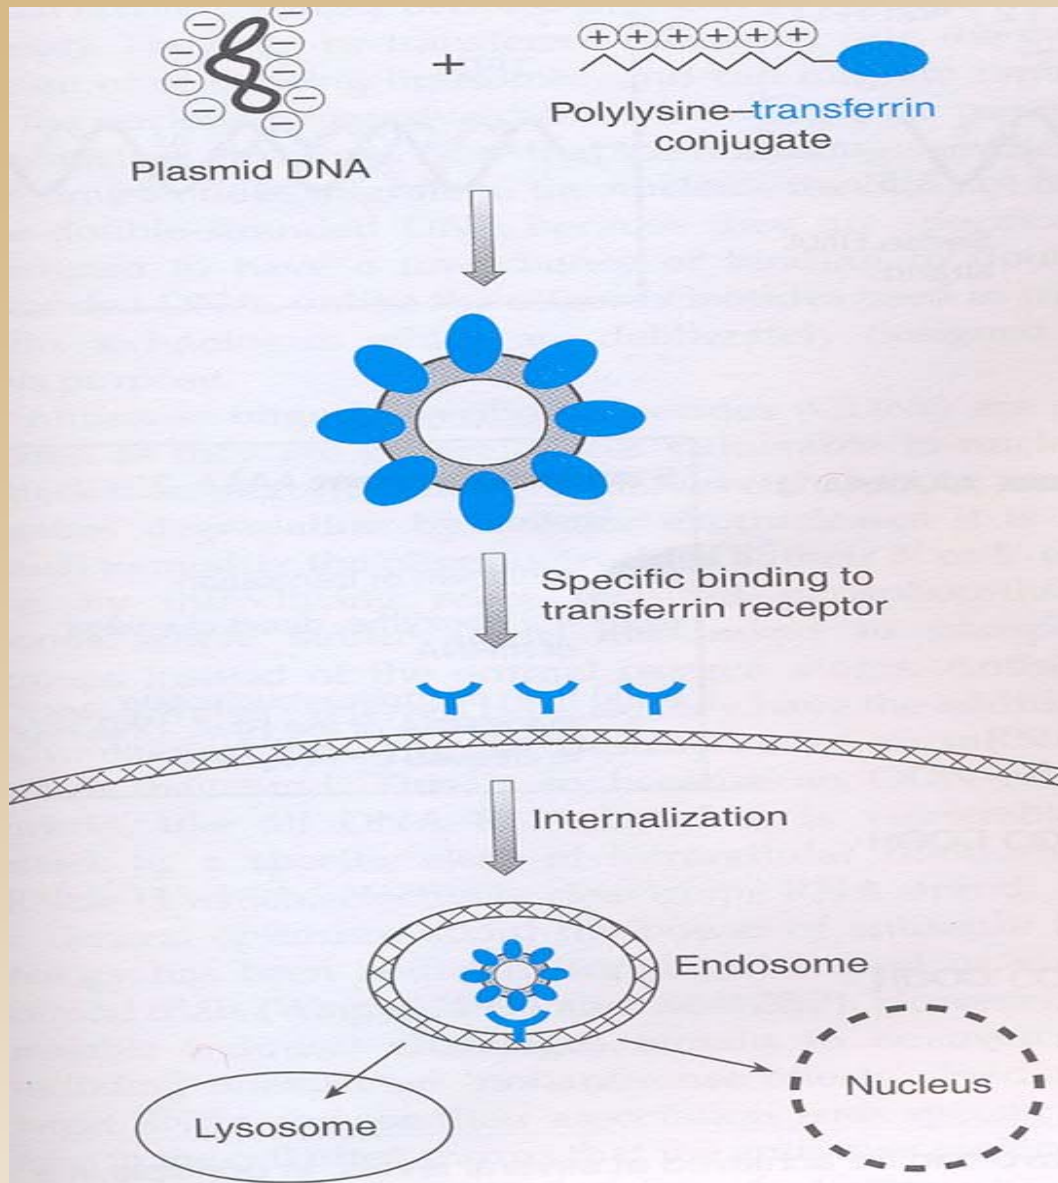 Plasmid DNA
+
Polylysine–transferrin
conjugate
Specific binding to
transferrin receptor
Internalization
Endosome
Lysosome
Nucleus